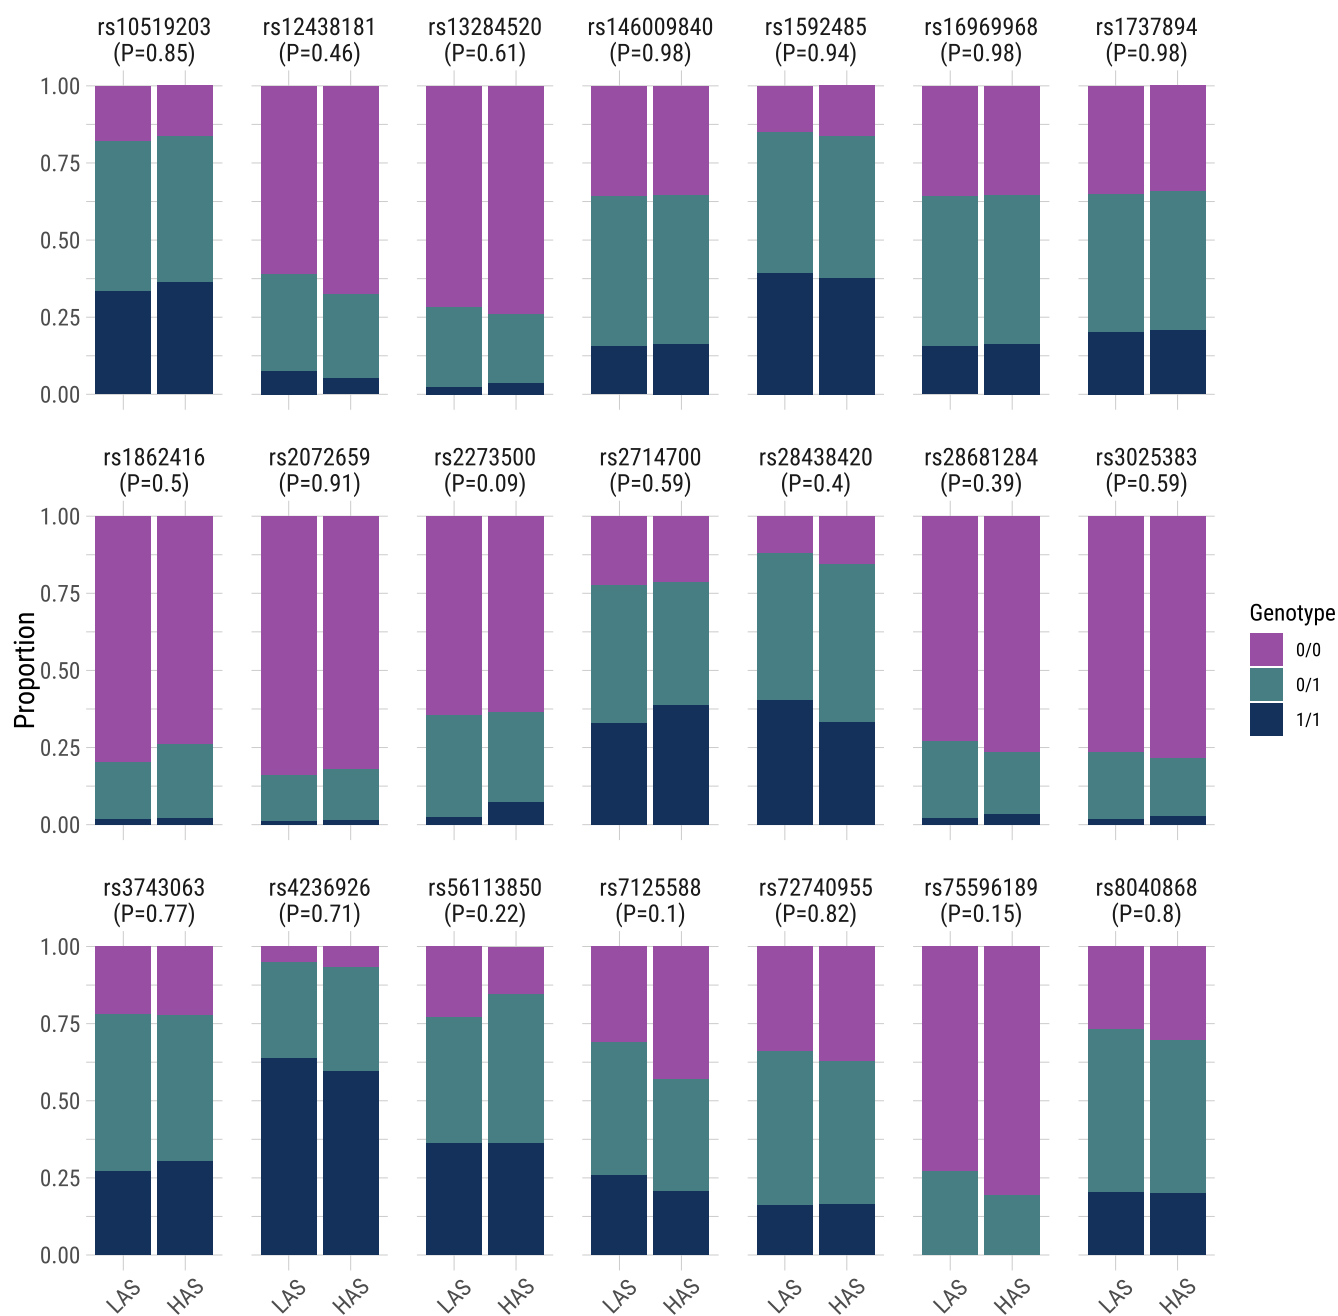 rs10519203 rs12438181 rs13284520 rs146009840 rs1592485 rs16969968 rs1737894
(P=0.85) (P=0.46) (P=0.61) (P=0.98) (P=0.94) (P=0.98) (P=0.98)
1.00
0.75
0.50
0.25
0.00
rs1862416 rs2072659 rs2273500 rs2714700 rs28438420 rs28681284 rs3025383
(P=0.5) (P=0.91) (P=0.09) (P=0.59) (P=0.4) (P=0.39) (P=0.59)
1.00
0.75
0.50
0.25
0.00
Proportion
Genotype
0/0
0/1
1/1
rs3743063 rs4236926 rs56113850 rs7125588 rs72740955 rs75596189 rs8040868
(P=0.77) (P=0.71) (P=0.22) (P=0.1) (P=0.82) (P=0.15) (P=0.8)
1.00
0.75
0.50
0.25
0.00
LAS HAS LAS HAS LAS HAS LAS HAS LAS HAS LAS HAS LAS HAS